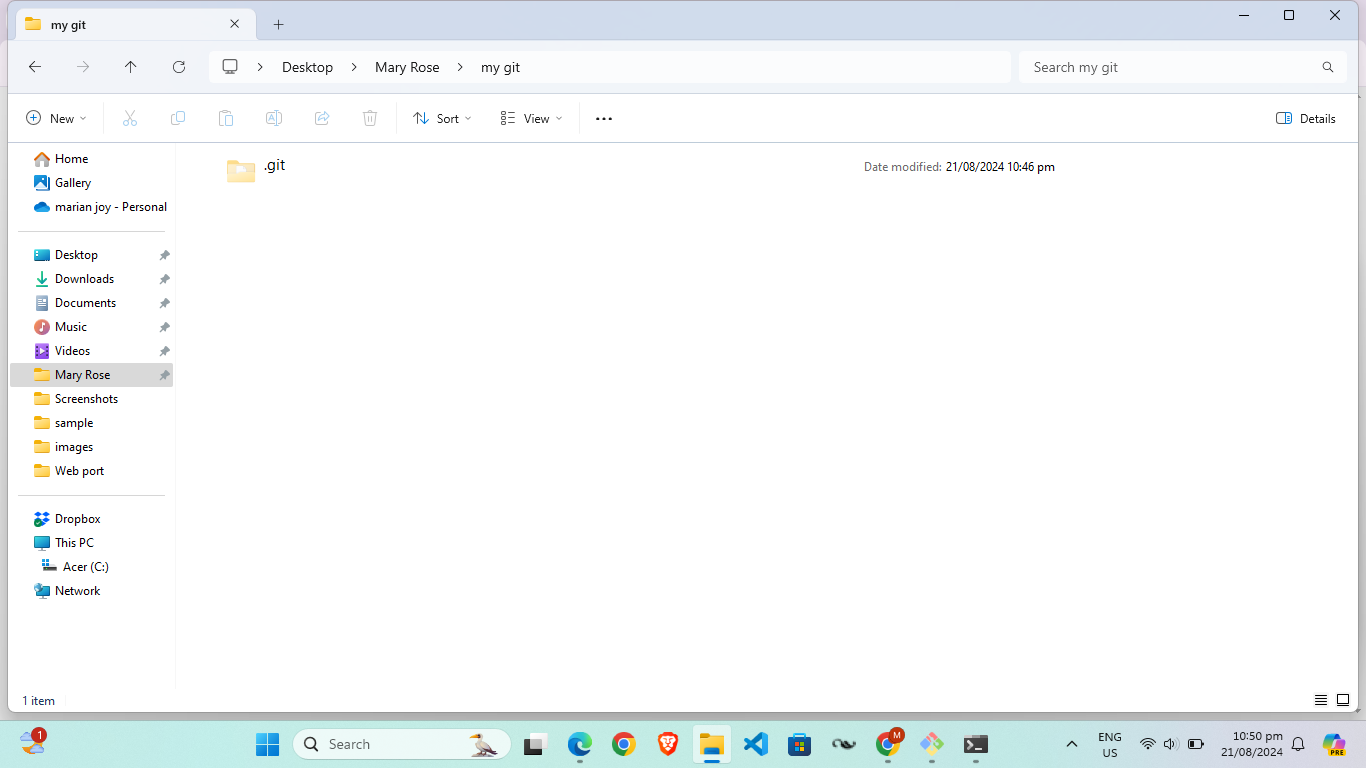 my git
Desktop > Mary Rose > my git
Search my git
New
Sort
View
Details
Home
Gallery
marian joy - Personal
Desktop
Downloads
Documents
Music
Videos
Mary Rose
Screenshots
sample
images
Web port
Dropbox
This PC
Acer (C:)
Network
.git
Date modified: 21/08/2024 10:46 pm
1 item
1
Search
M
ENG
US
10:50 pm
21/08/2024
PRE